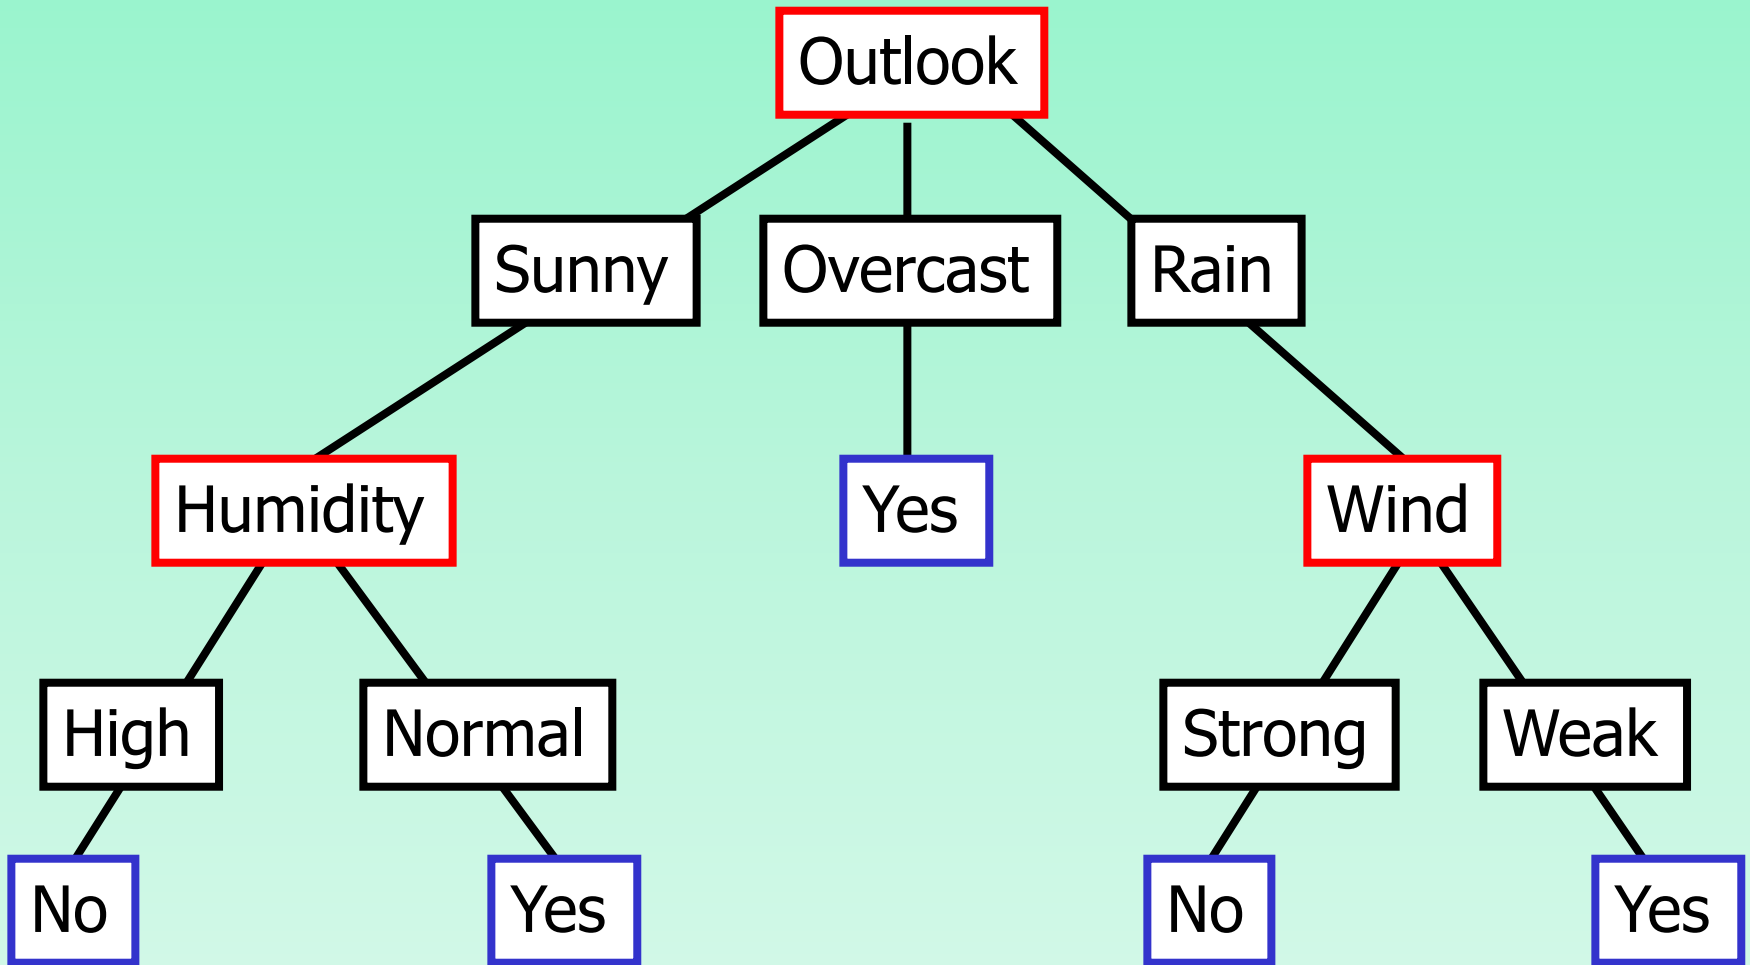 Outlook
Sunny Overcast Rain
Humidity Yes Wind
High Normal Strong Weak
No Yes No Yes